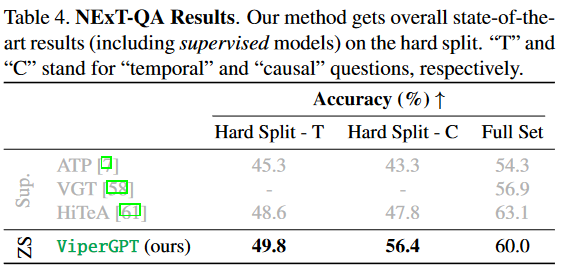 Table 4. NExT-QA Results. Our method gets overall state-of-the-
art results (including supervised models) on the hard split. “T” and
“C” stand for “temporal” and “causal” questions, respectively.
Accuracy (%) ↑
Hard Split - T Hard Split - C Full Set
Sup.
ATP [7] 45.3 43.3 54.3
VGT [58] - - 56.9
HiTeA [61] 48.6 47.8 63.1
ZS
ViperGPT (ours) 49.8 56.4 60.0